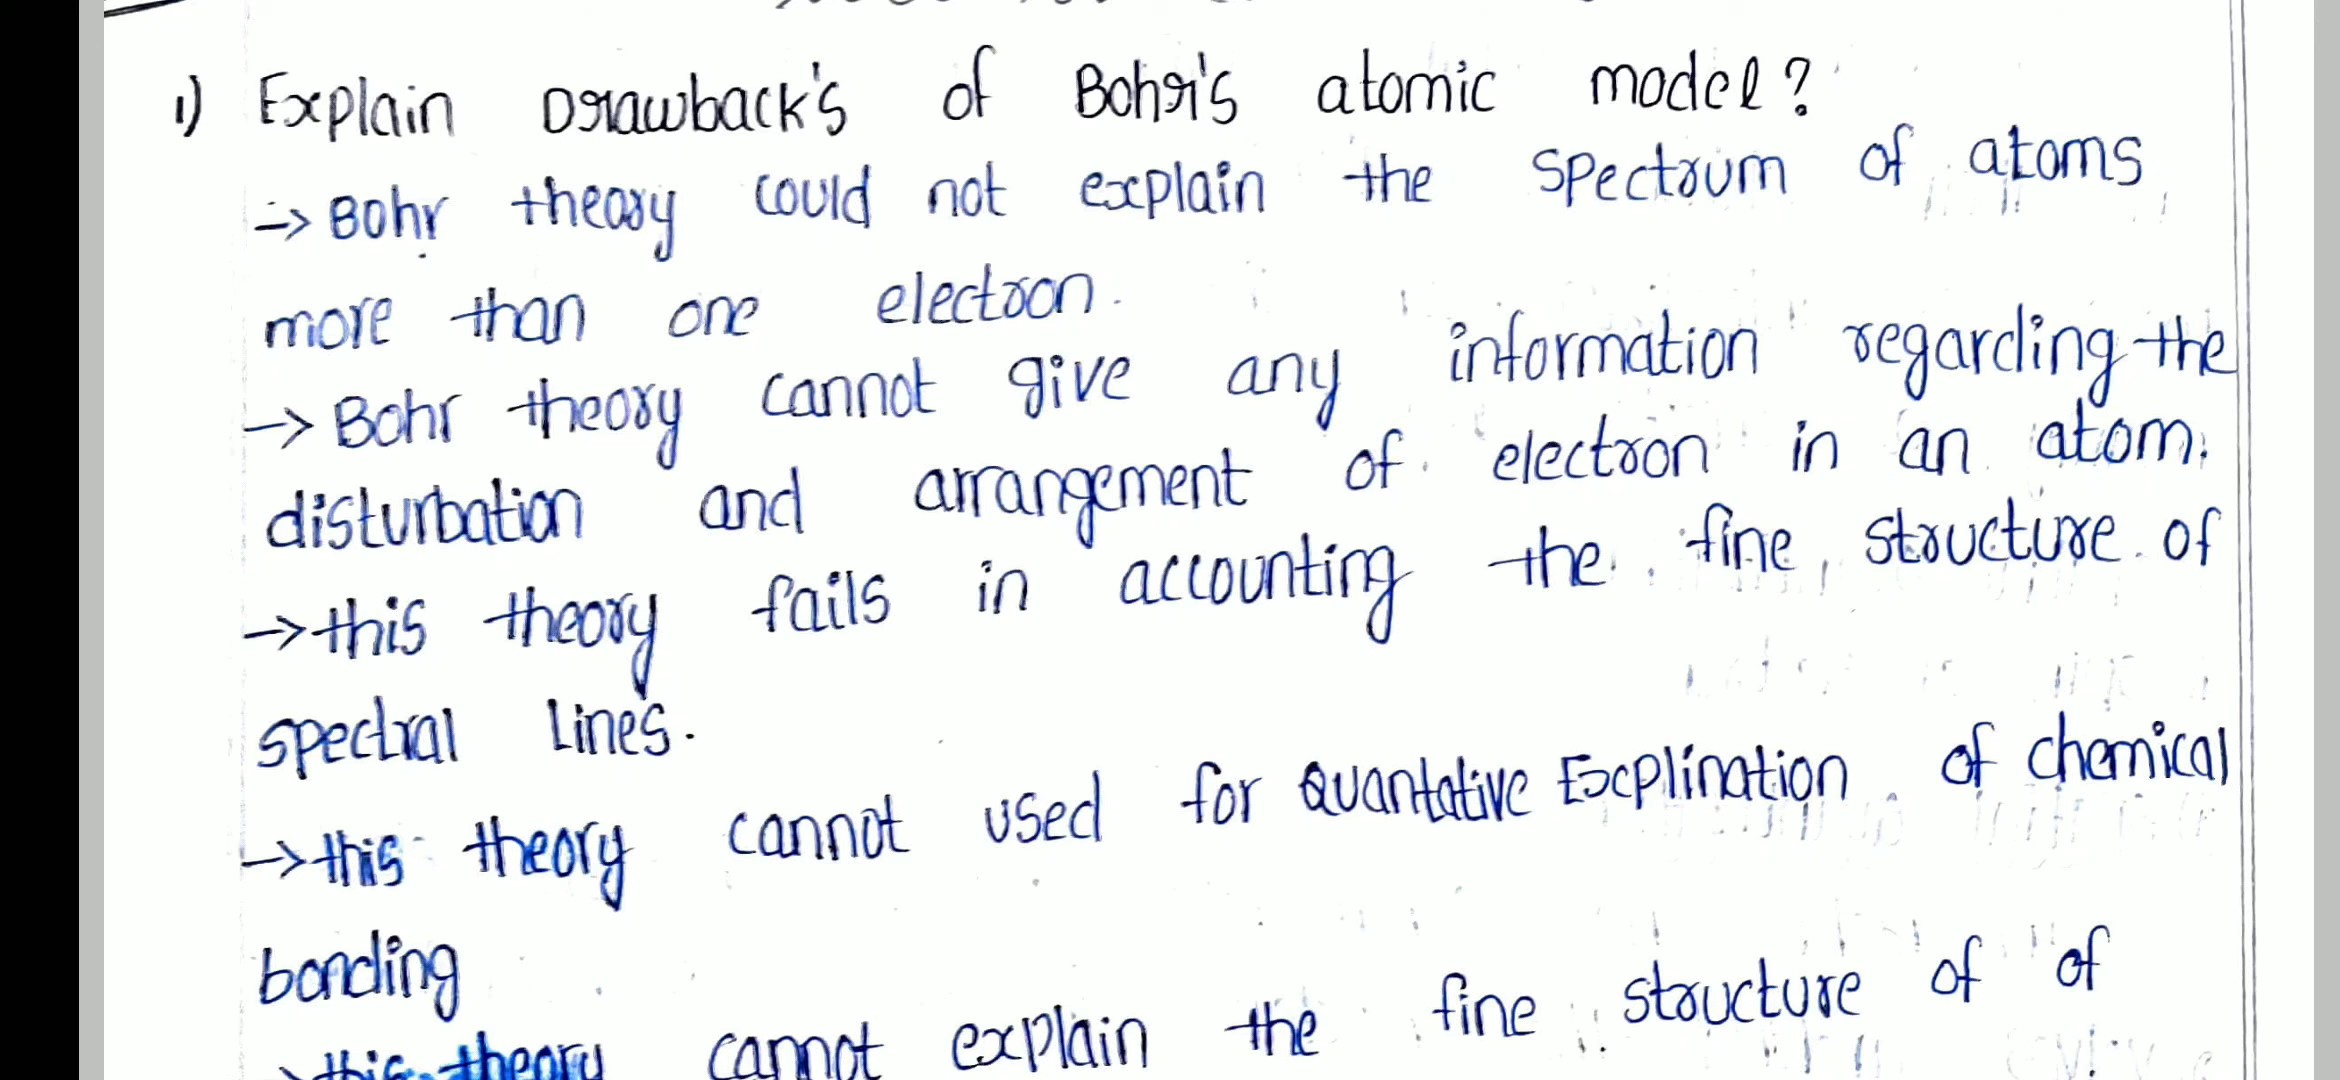 1) Explain Drawback's of Bohr's atomic model?
-> Bohr theory could not explain the spectrum of atoms
more than one electron.
-> Bohr theory cannot give any information regarding the
disturbation and arrangement of electron in an atom.
-> this theory fails in accounting the fine structure of
spectral Line's.
-> this theory cannot used for Quantative Explination of chemical
bonding
-> this theory cannot explain the fine structure of of